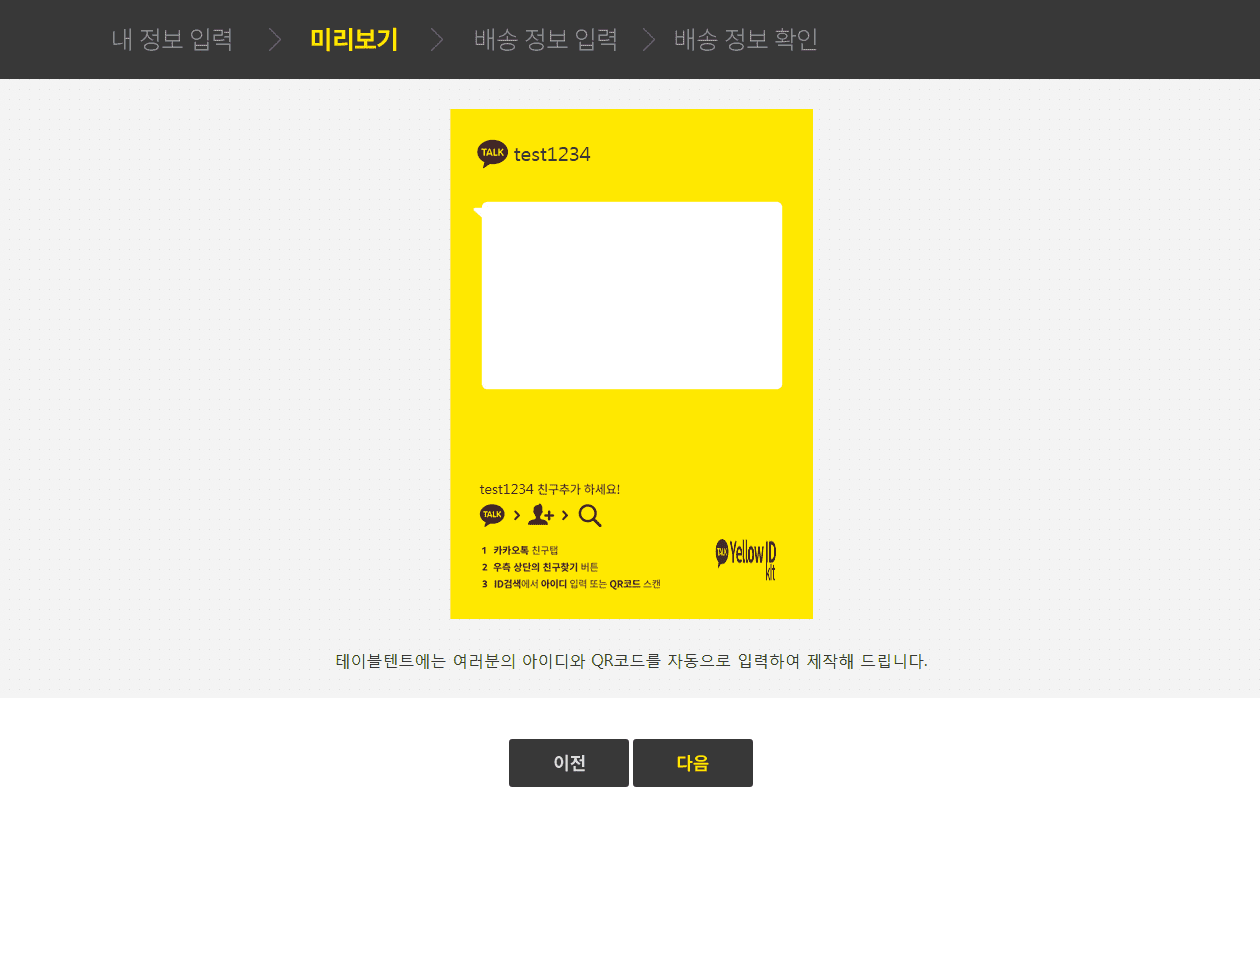 내 정보 입력
미리보기
배송 정보 입력
배송 정보 확인
TALK test1234
test1234 친구추가 하세요!
TALK
1 카카오톡 친구탭
2 우측 상단의 친구찾기 버튼
3 ID검색에서 아이디 입력 또는 QR코드 스캔
TALK Yellow ID
kit
테이블텐트에는 여러분의 아이디와 QR코드를 자동으로 입력하여 제작해 드립니다.
이전
다음